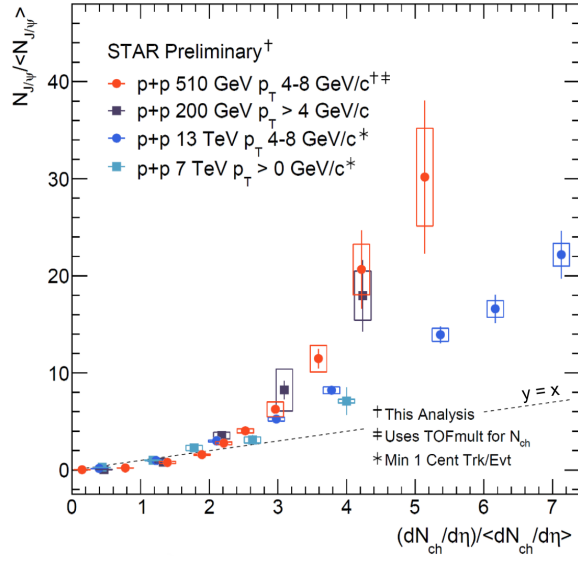 STAR Preliminary†
p+p 510 GeV p_T 4-8 GeV/c†‡
p+p 200 GeV p_T > 4 GeV/c
p+p 13 TeV p_T 4-8 GeV/c*
p+p 7 TeV p_T > 0 GeV/c*
N_J/ψ/<N_J/ψ>
40
30
20
10
0
y = x
†This Analysis
‡Uses TOFmult for N_ch
*Min 1 Cent Trk/Evt
0 1 2 3 4 5 6 7
(dN_ch/dη)/<dN_ch/dη>